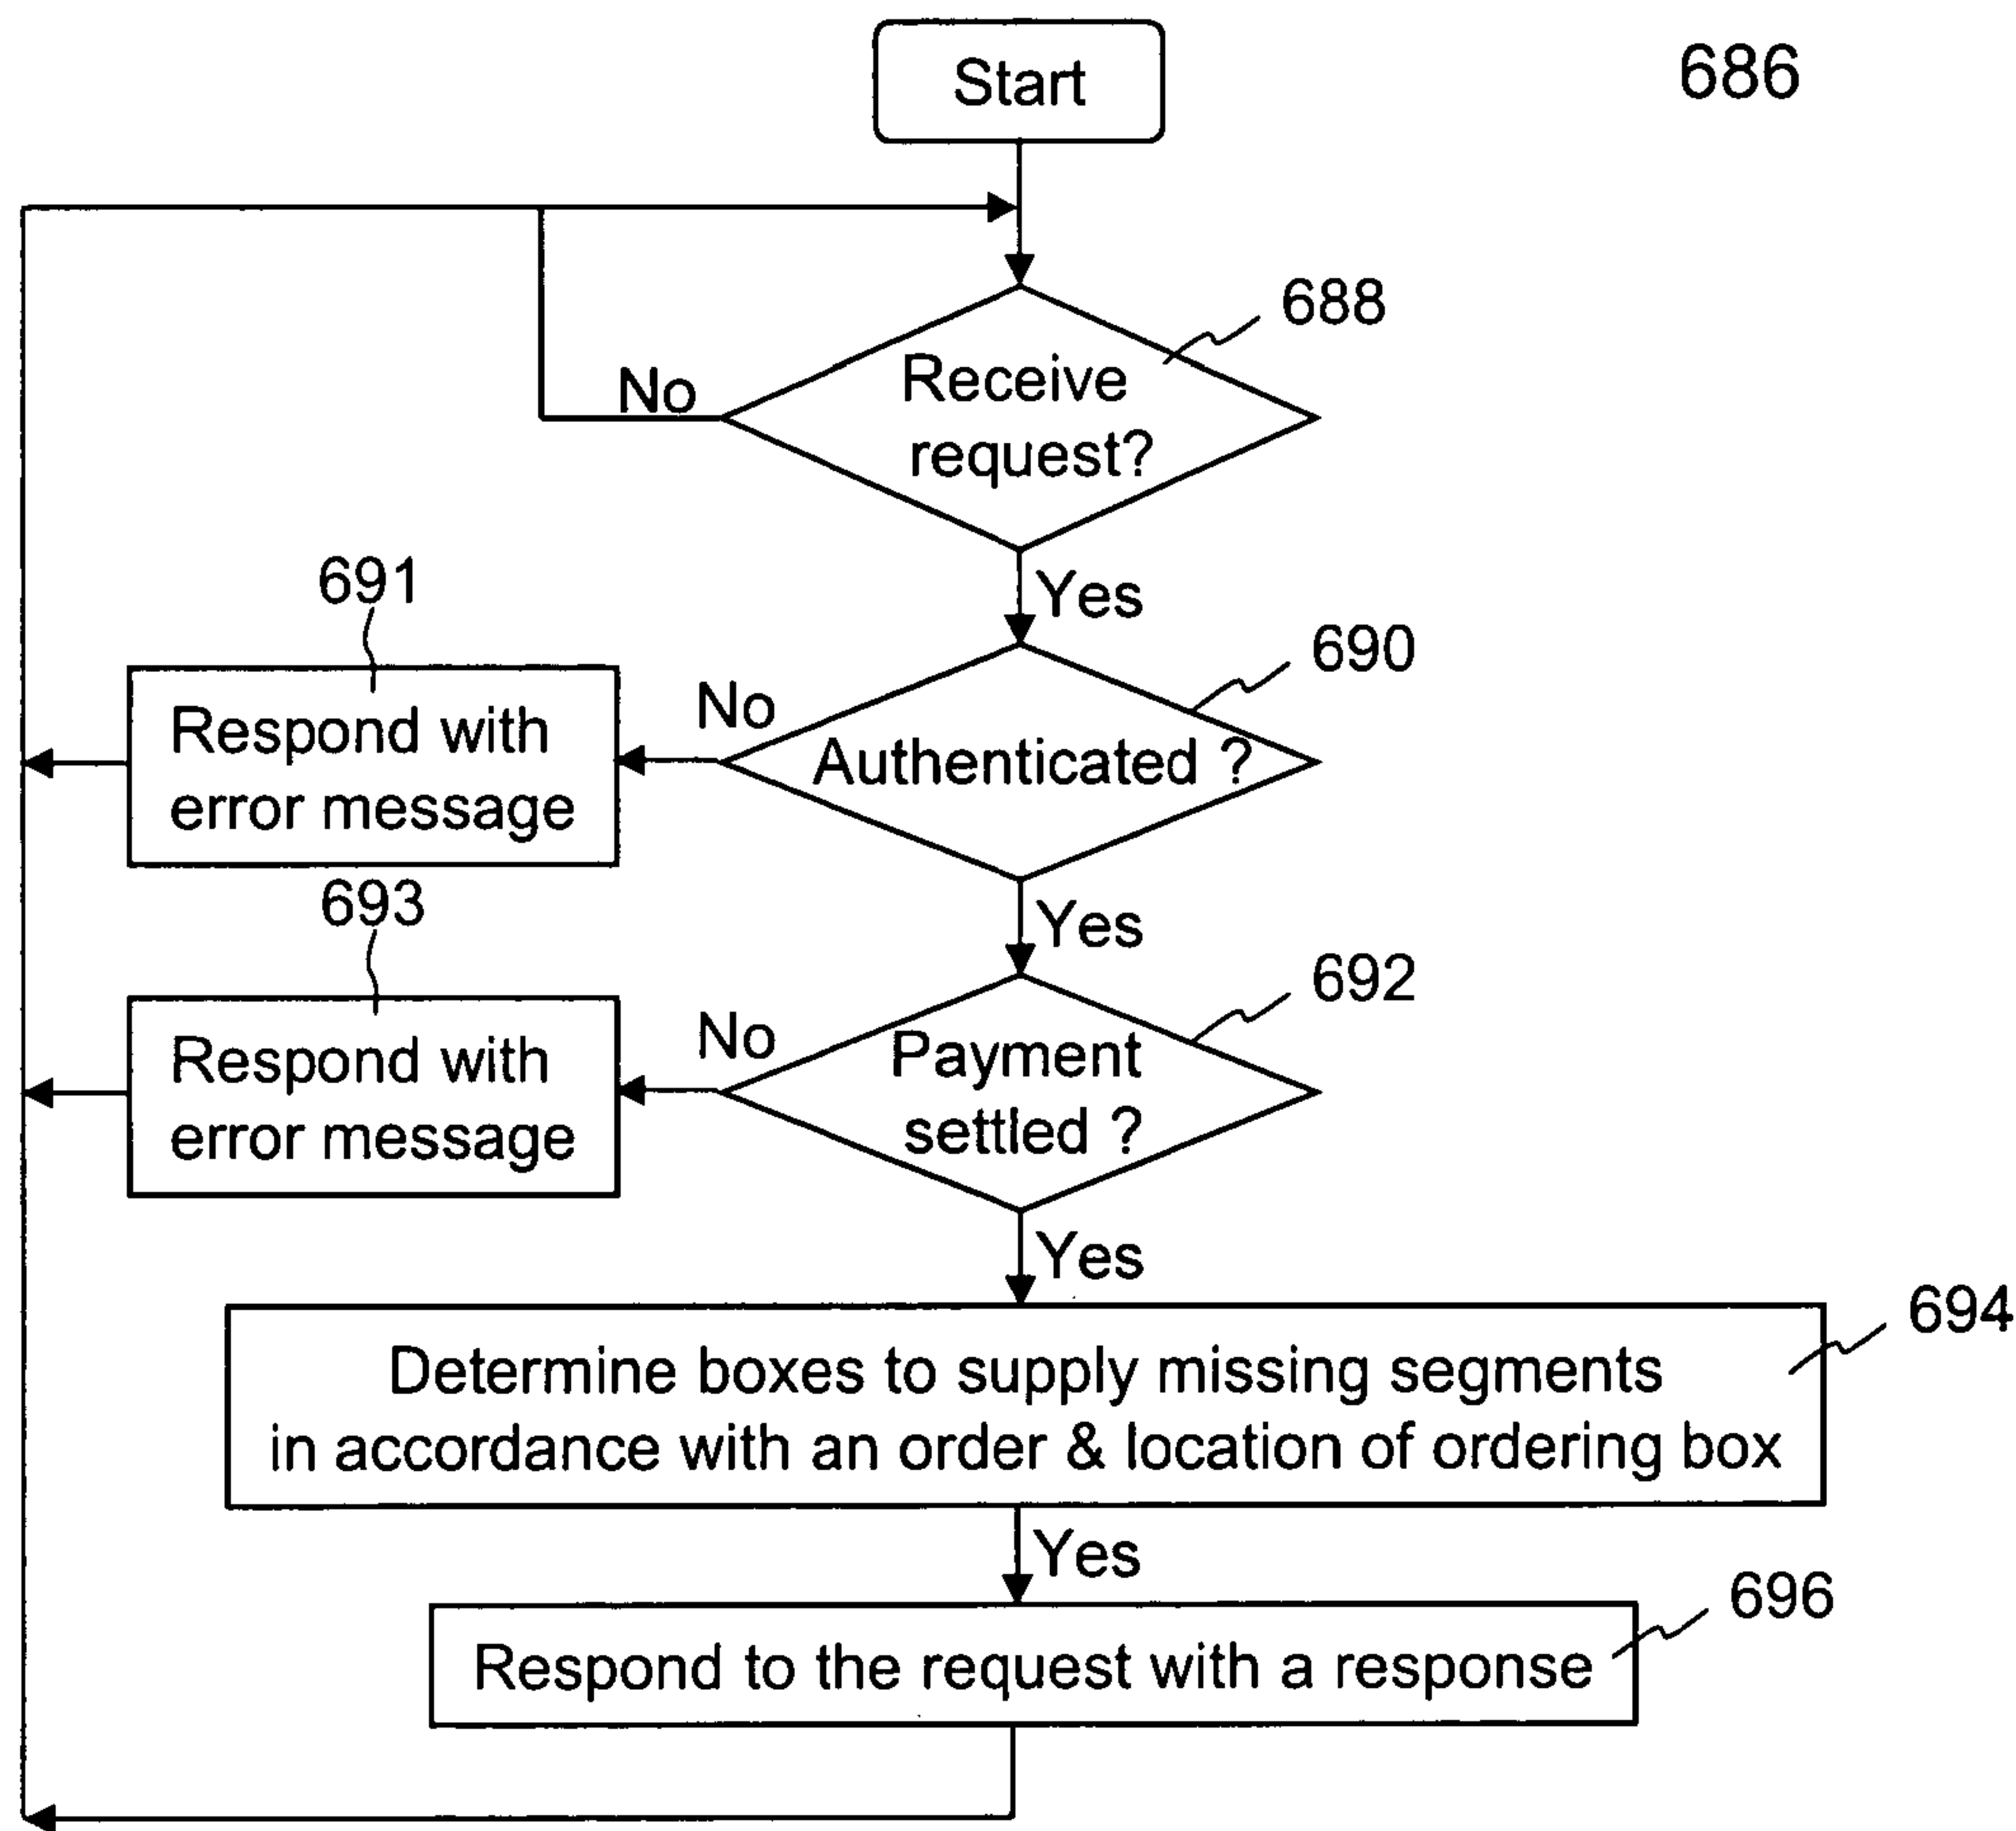 Start
686
688
No
Receive
request?
Yes
691
690
Respond with
error message
No
Authenticated ?
693
Yes
692
Respond with
error message
No
Payment
settled ?
Yes
694
Determine boxes to supply missing segments
in accordance with an order & location of ordering box
Yes
696
Respond to the request with a response